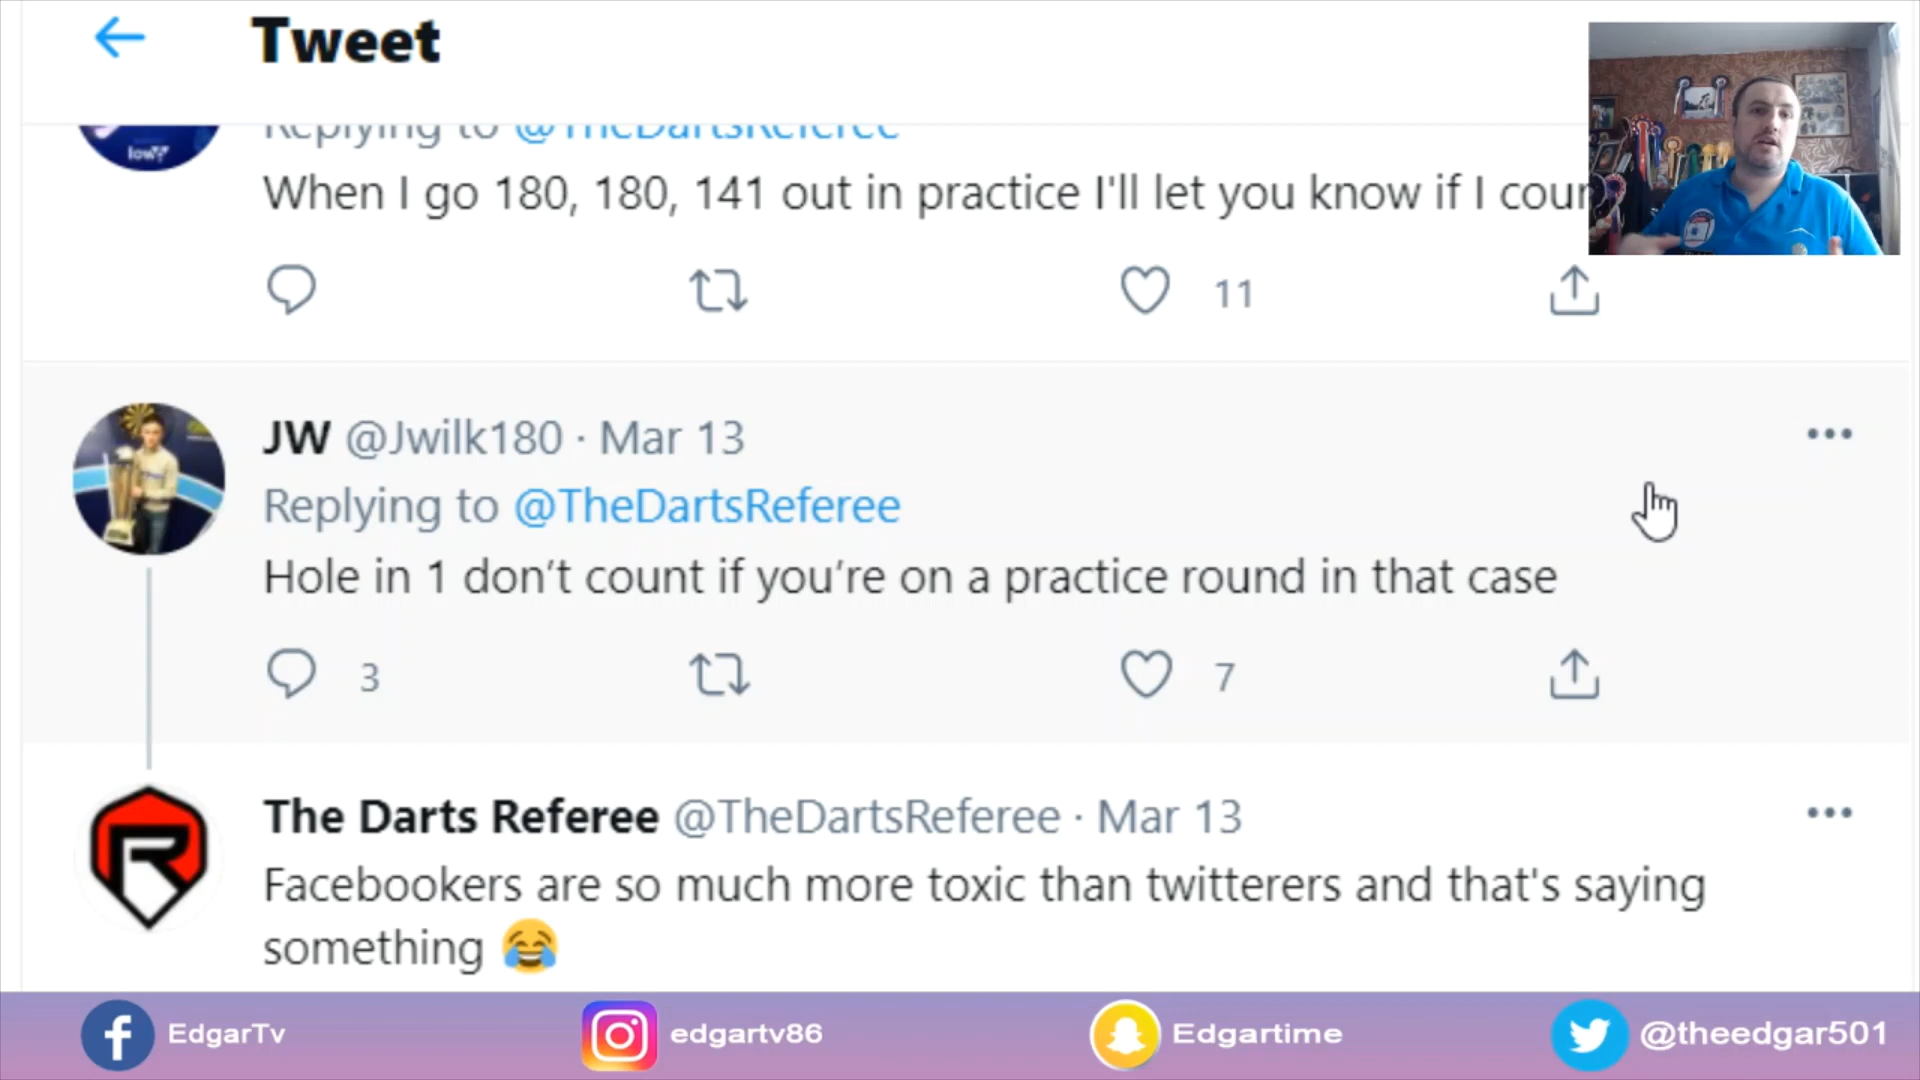 Tweet
Replying to @TheDartsReferee
When I go 180, 180, 141 out in practice I'll let you know if I
11
JW @Jwilk180 · Mar 13
Replying to @TheDartsReferee
Hole in 1 don’t count if you’re on a practice round in that case
3 7
The Darts Referee @TheDartsReferee · Mar 13
Facebookers are so much more toxic than twitterers and that's saying
something 😂
EdgarTv edgartv86 Edgartime @theedgar501